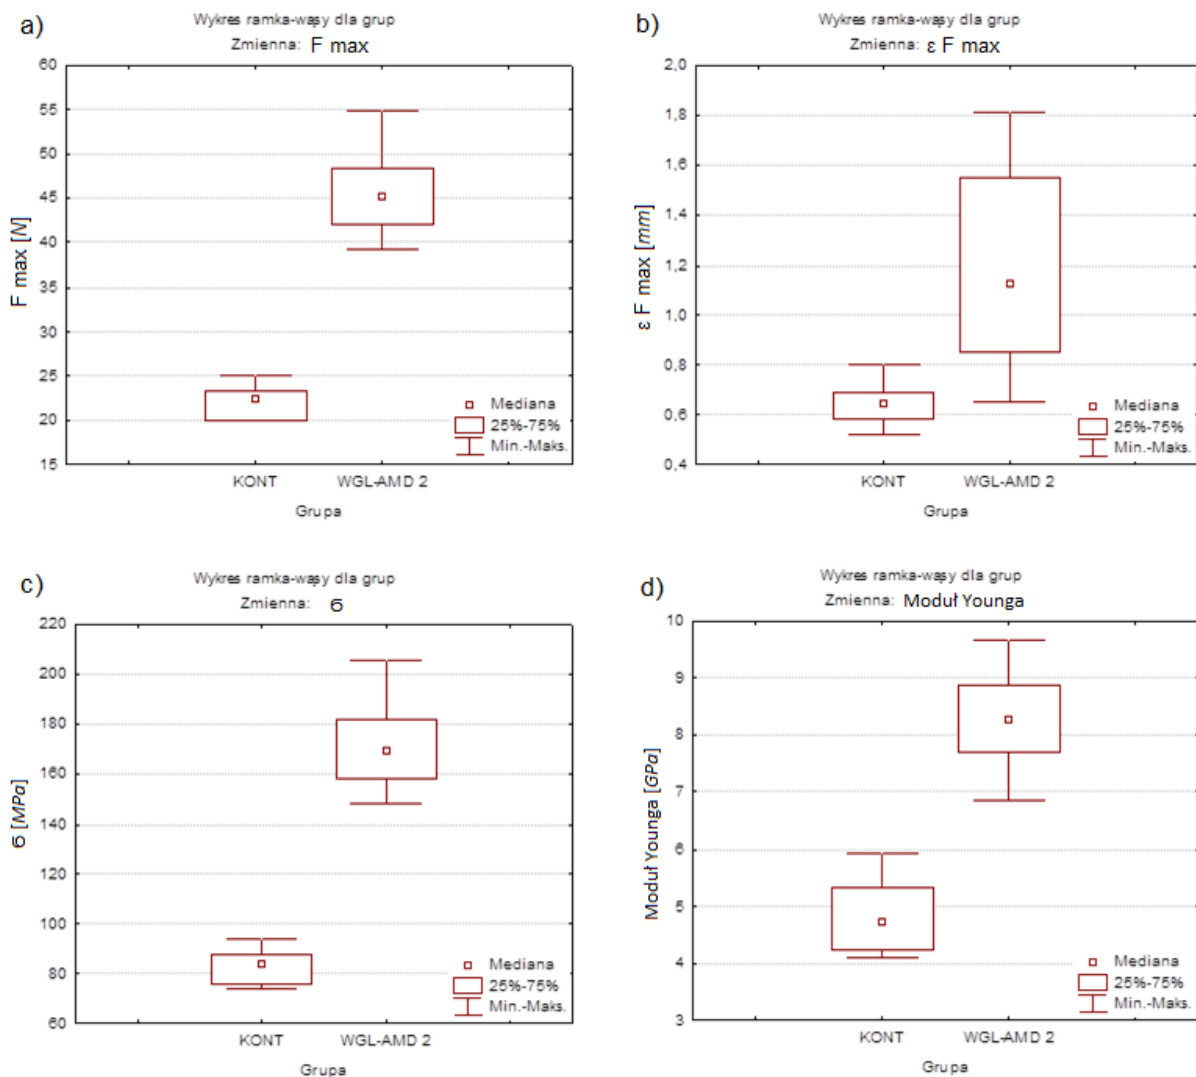 a)
Wykres ramka-wąsy dla grup
Zmienna: F max
60
55
50
45
40
35
30
25
20
15
F max [N]
Mediana
25%-75%
Min.-Maks.
KONT
WGL-AMD 2
Grupa
b)
Wykres ramka-wąsy dla grup
Zmienna: ε F max
2,0
1,8
1,6
1,4
1,2
1,0
0,8
0,6
0,4
ε F max [mm]
Mediana
25%-75%
Min.-Maks.
KONT
WGL-AMD 2
Grupa
c)
Wykres ramka-wąsy dla grup
Zmienna: Ϭ
220
200
180
160
140
120
100
80
60
Ϭ [MPa]
Mediana
25%-75%
Min.-Maks.
KONT
WGL-AMD 2
Grupa
d)
Wykres ramka-wąsy dla grup
Zmienna: Moduł Younga
10
9
8
7
6
5
4
3
Moduł Younga [GPa]
Mediana
25%-75%
Min.-Maks.
KONT
WGL-AMD 2
Grupa